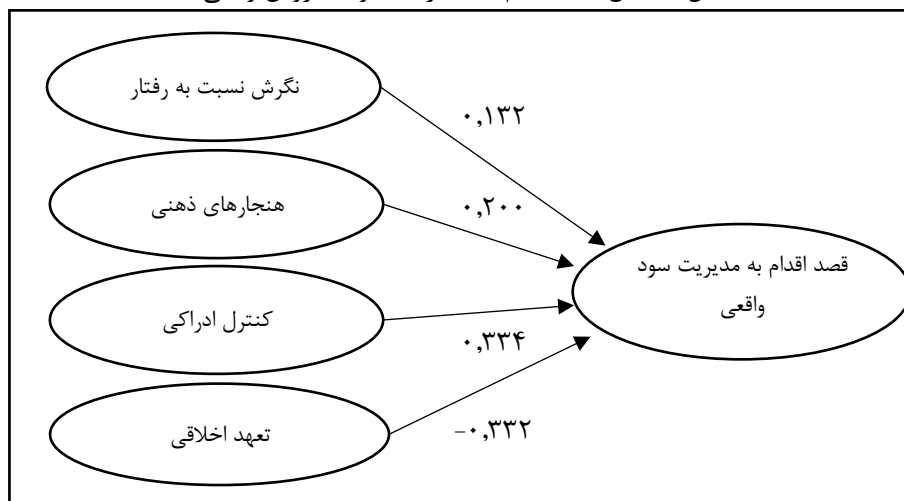 نگرش نسبت به رفتار
۰,۱۳۲
هنجارهای ذهنی
۰,۲۰۰
قصد اقدام به مدیریت سود
واقعی
کنترل ادراکی
۰,۳۳۴
تعهد اخلاقی
-۰,۳۳۲